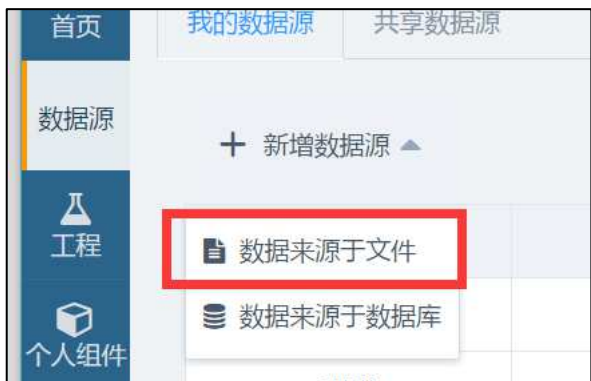 首页
我的数据源
共享数据源
数据源
新增数据源
工程
数据来源于文件
数据来源于数据库
个人组件